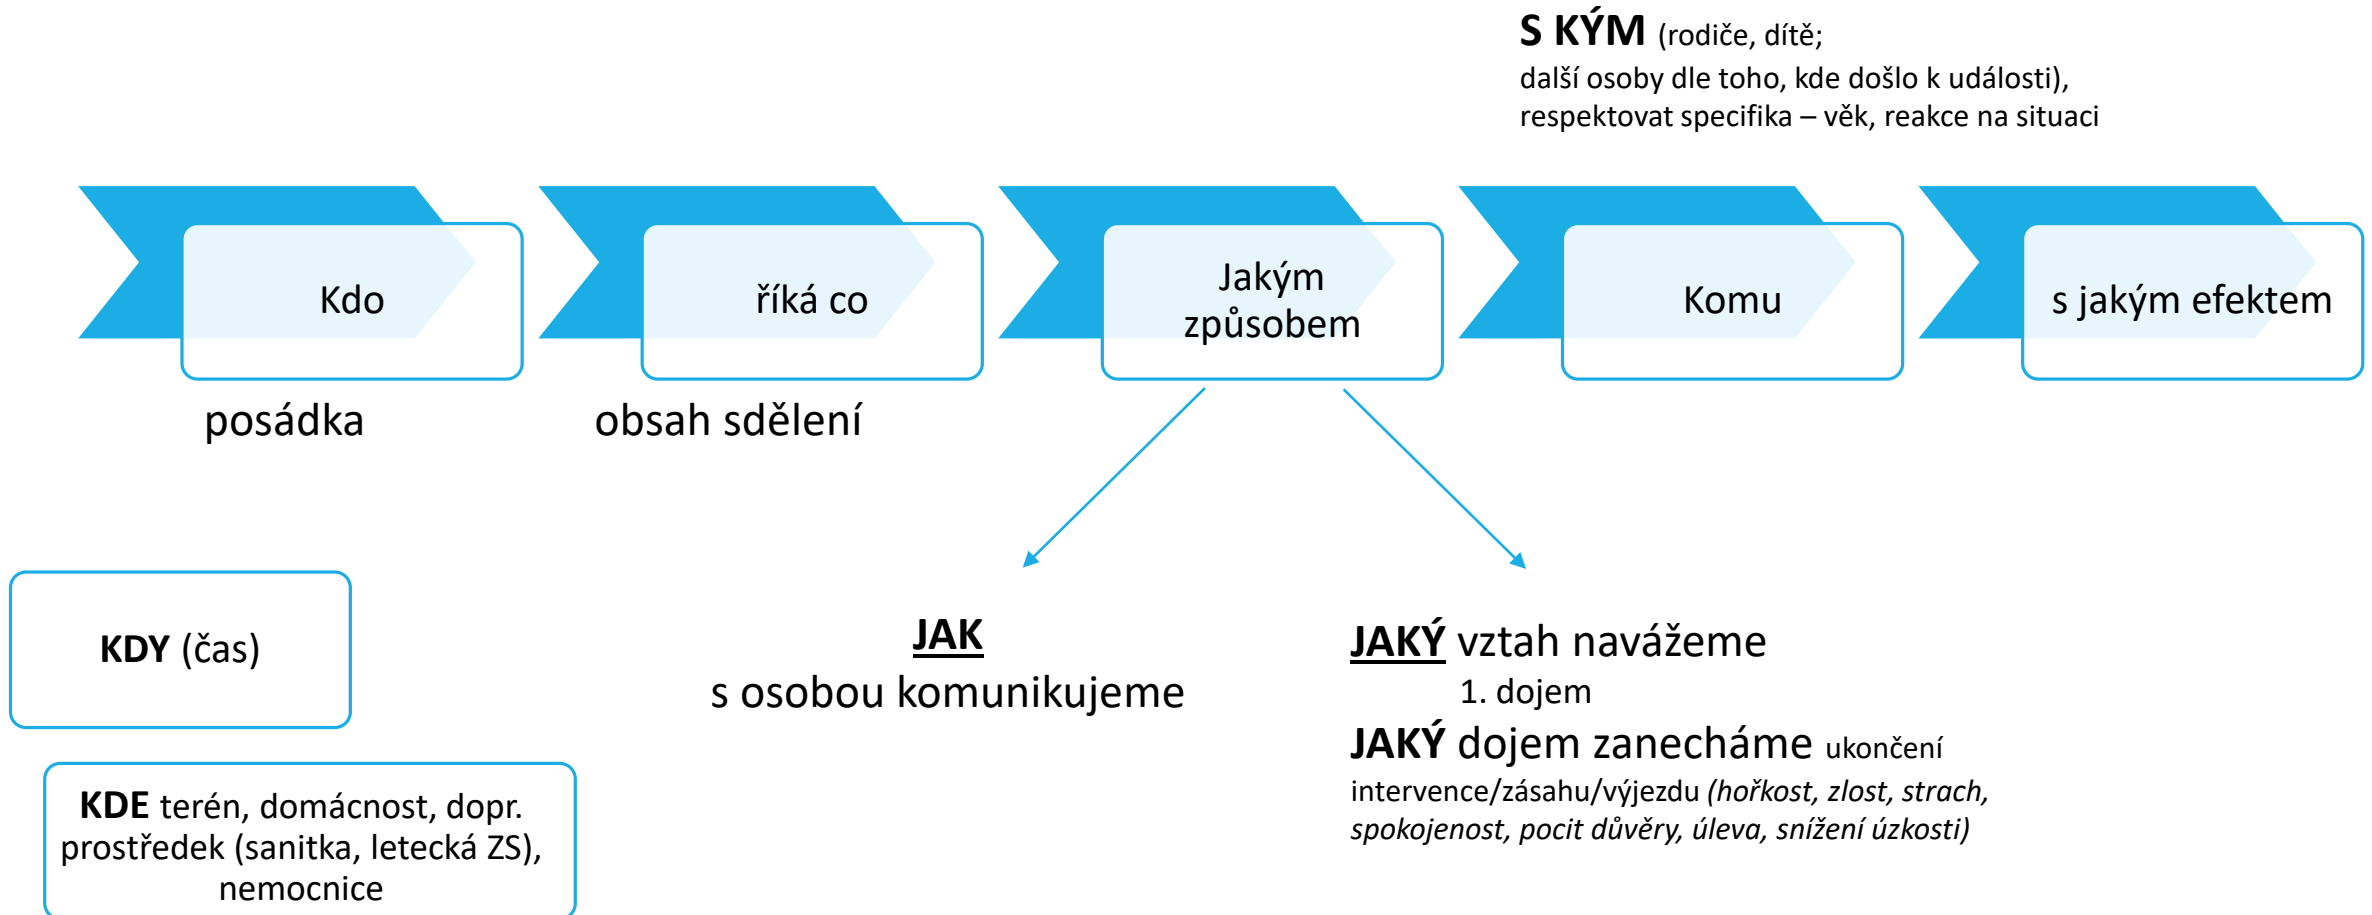 S KÝM (rodiče, dítě;
další osoby dle toho, kde došlo k události),
respektovat specifika – věk, reakce na situaci
Kdo
říká co
Jakým
způsobem
Komu
s jakým efektem
posádka
obsah sdělení
KDY (čas)
JAK
s osobou komunikujeme
JAKÝ vztah navážeme
1. dojem
JAKÝ dojem zanecháme ukončení
intervence/zásahu/výjezdu (hořkost, zlost, strach,
spokojenost, pocit důvěry, úleva, snížení úzkosti)
KDE terén, domácnost, dopr.
prostředek (sanitka, letecká ZS),
nemocnice